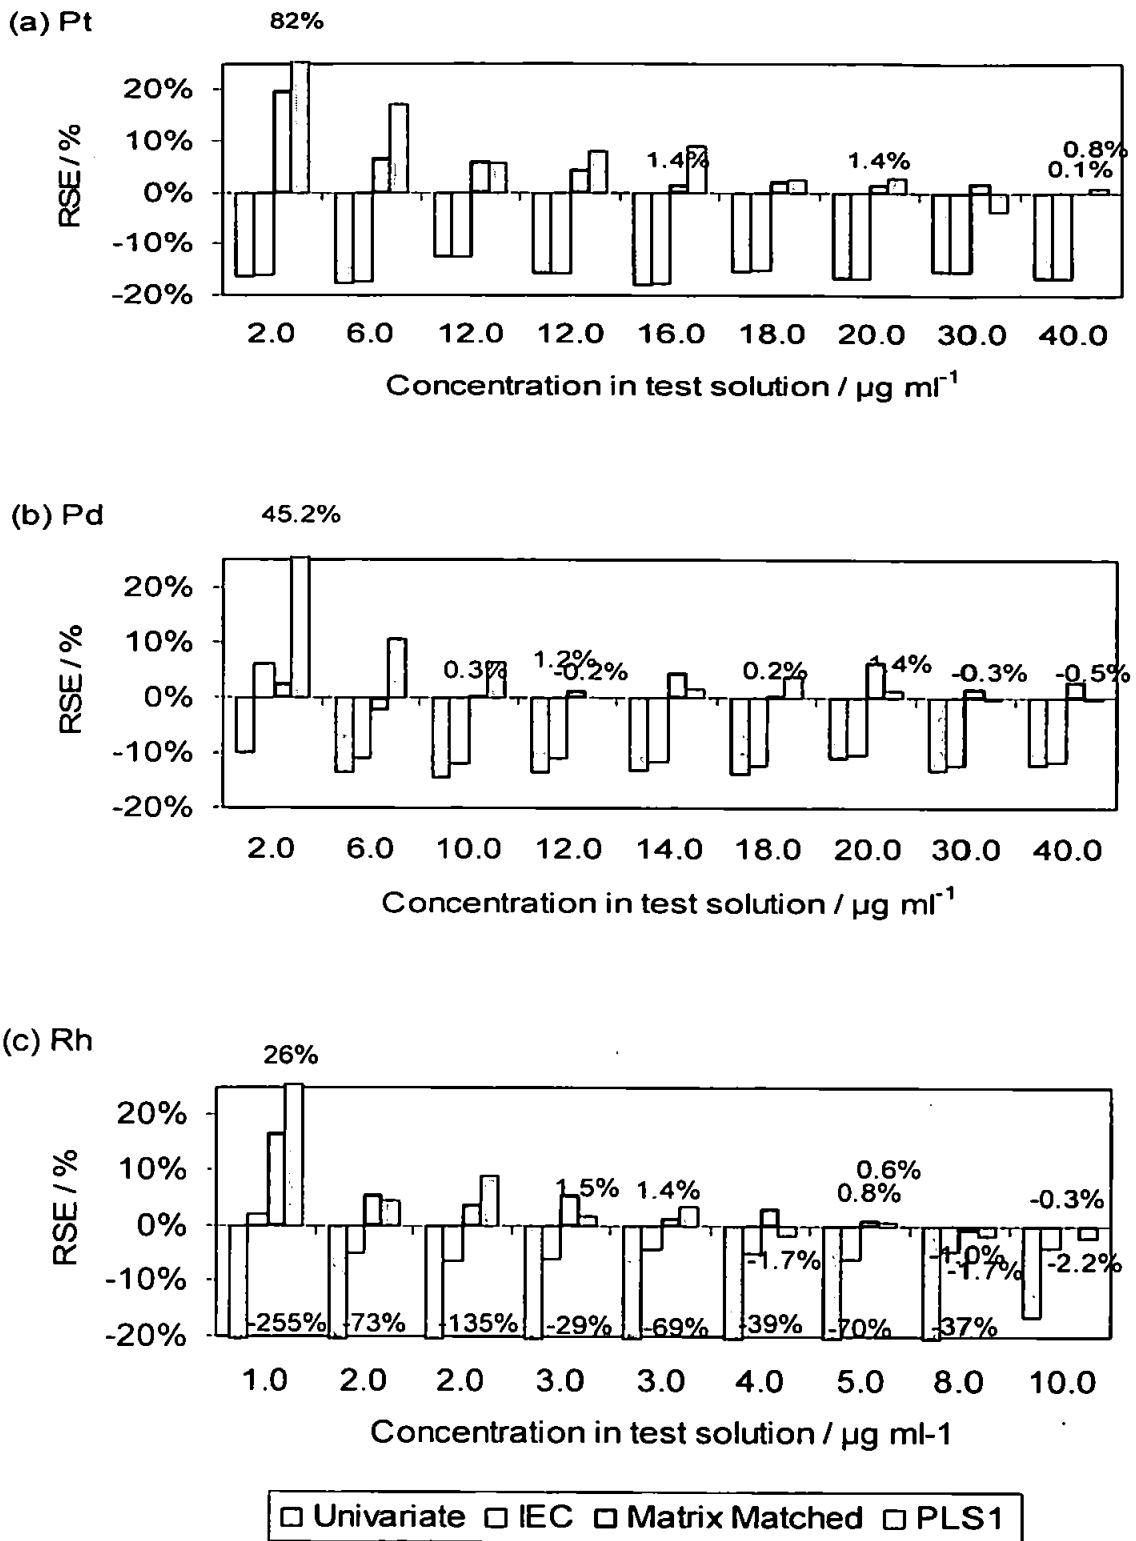 (a) Pt
82%
20%
10%
0%
-10%
-20%
RSE / %
1.4%
1.4%
0.8%
0.1%
2.0 6.0 12.0 12.0 16.0 18.0 20.0 30.0 40.0
Concentration in test solution / µg ml⁻¹
(b) Pd
45.2%
20%
10%
0%
-10%
-20%
RSE / %
0.3%
1.2%
-0.2%
0.2%
1.4%
-0.3%
-0.5%
2.0 6.0 10.0 12.0 14.0 18.0 20.0 30.0 40.0
Concentration in test solution / µg ml⁻¹
(c) Rh
26%
20%
10%
0%
-10%
-20%
RSE / %
1.5%
1.4%
0.6%
0.8%
-0.3%
-1.7%
-1.0%
-1.7%
-2.2%
-255% -73% -135% -29% -69% -39% -70% -37%
1.0 2.0 2.0 3.0 3.0 4.0 5.0 8.0 10.0
Concentration in test solution / µg ml-1
Univariate IEC Matrix Matched PLS1